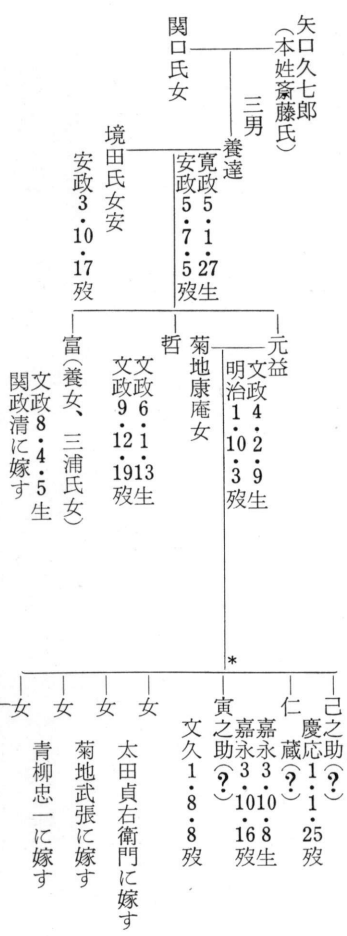 矢口久七郎
(本姓斎藤氏)
関口氏女
三男
養達
寛政5・1・27生
安政5・7・5歿
境田氏女安
安政3・10・17歿
元益
文政4・2・9生
明治1・10・3歿
菊地康庵女
哲
文政6・1・13生
文政9・12・19歿
富(養女、三浦氏女)
文政8・4・5生
関政清に嫁す
*
己之助(?)
慶応1・1・25歿
仁蔵(?)
嘉永3・10・8生
嘉永3・10・16歿
寅之助(?)
文久1・8・8歿
女
太田貞右衛門に嫁す
女
菊地武張に嫁す
女
青柳忠一に嫁す
女